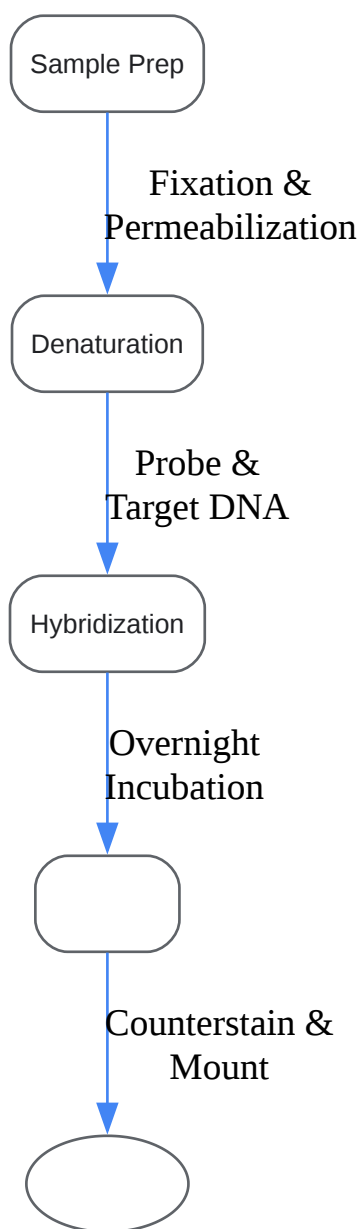 Sample Prep
Fixation &
Permeabilization
Denaturation
Probe &
Target DNA
Hybridization
Overnight
Incubation
Counterstain &
Mount